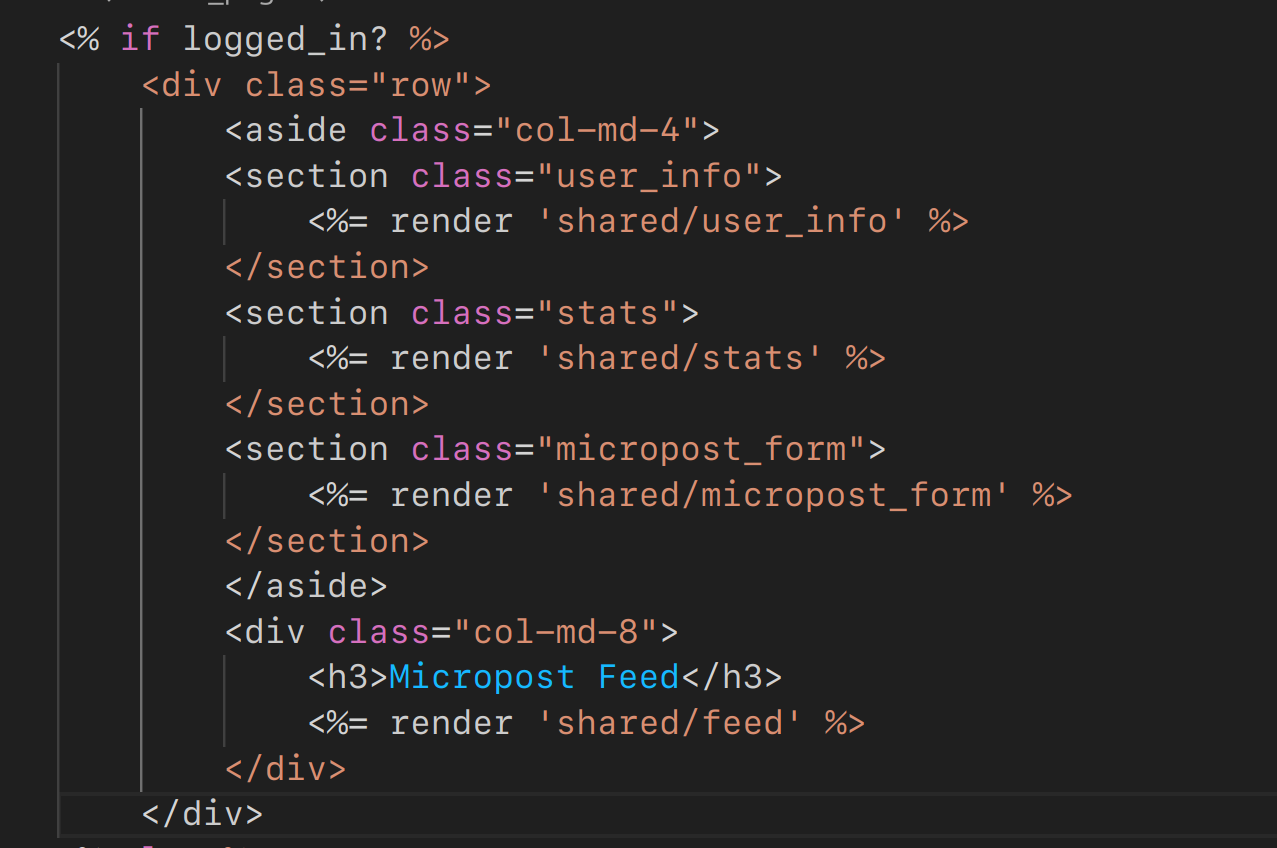 <% if logged_in? %>
<div class="row">
<aside class="col-md-4">
<section class="user_info">
<%= render 'shared/user_info' %>
</section>
<section class="stats">
<%= render 'shared/stats' %>
</section>
<section class="micropost_form">
<%= render 'shared/micropost_form' %>
</section>
</aside>
<div class="col-md-8">
<h3>Micropost Feed</h3>
<%= render 'shared/feed' %>
</div>
</div>